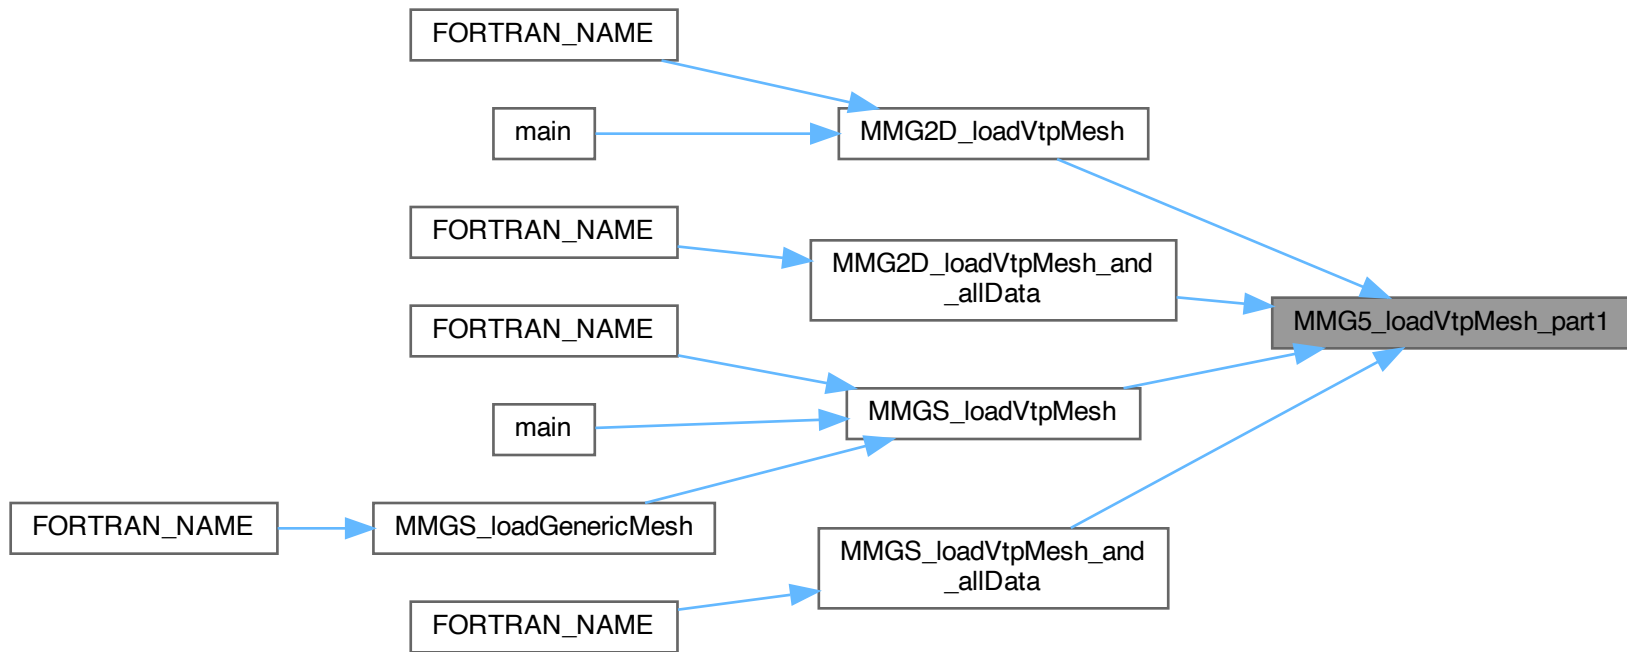 FORTRAN_NAME
main
MMG2D_loadVtpMesh
FORTRAN_NAME
MMG2D_loadVtpMesh_and
_allData
FORTRAN_NAME
MMG5_loadVtpMesh_part1
main
MMGS_loadVtpMesh
FORTRAN_NAME
MMGS_loadGenericMesh
MMGS_loadVtpMesh_and
_allData
FORTRAN_NAME